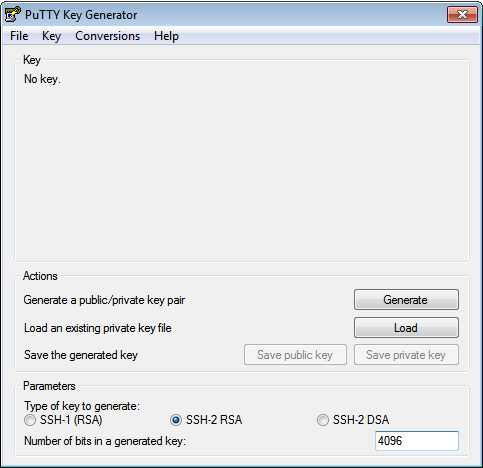 PuTTY Key Generator
File Key Conversions Help
Key
No key.
Actions
Generate a public/private key pair Generate
Load an existing private key file Load
Save the generated key Save public key Save private key
Parameters
Type of key to generate:
SSH-1 (RSA) SSH-2 RSA SSH-2 DSA
Number of bits in a generated key: 4096